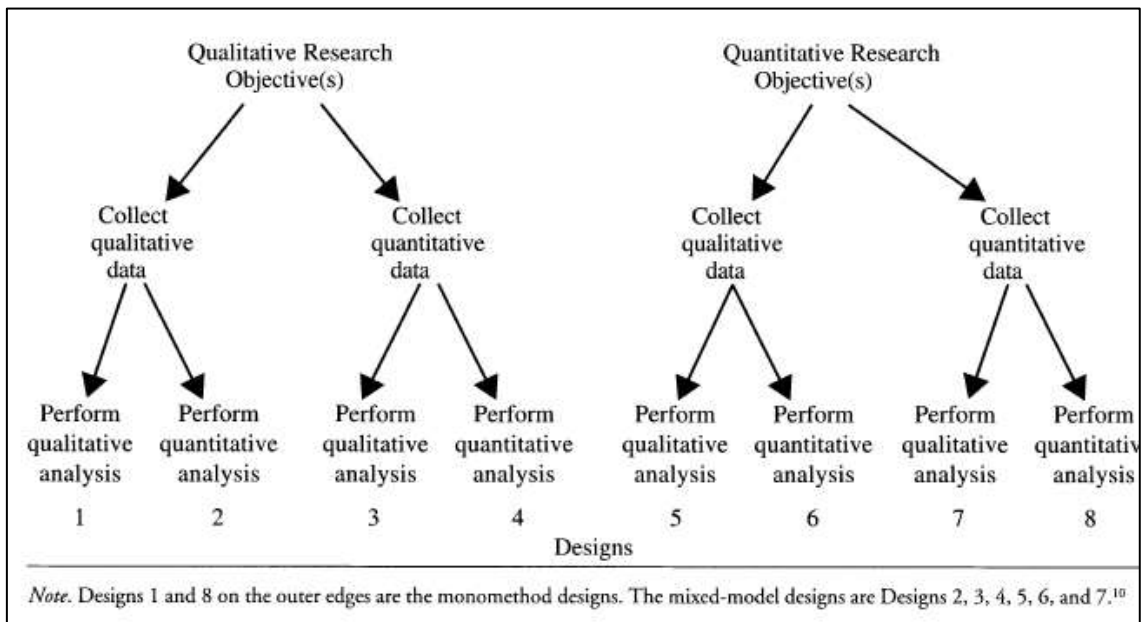 Qualitative Research
Objective(s)
Quantitative Research
Objective(s)
Collect
qualitative
data
Collect
quantitative
data
Collect
qualitative
data
Collect
quantitative
data
Perform
qualitative
analysis
Perform
quantitative
analysis
Perform
qualitative
analysis
Perform
quantitative
analysis
Perform
qualitative
analysis
Perform
quantitative
analysis
Perform
qualitative
analysis
Perform
quantitativ
analysis
1 2 3 4 5 6 7 8
Designs
Note. Designs 1 and 8 on the outer edges are the monomethod designs. The mixed-model designs are Designs 2, 3, 4, 5, 6, and 7.¹⁰